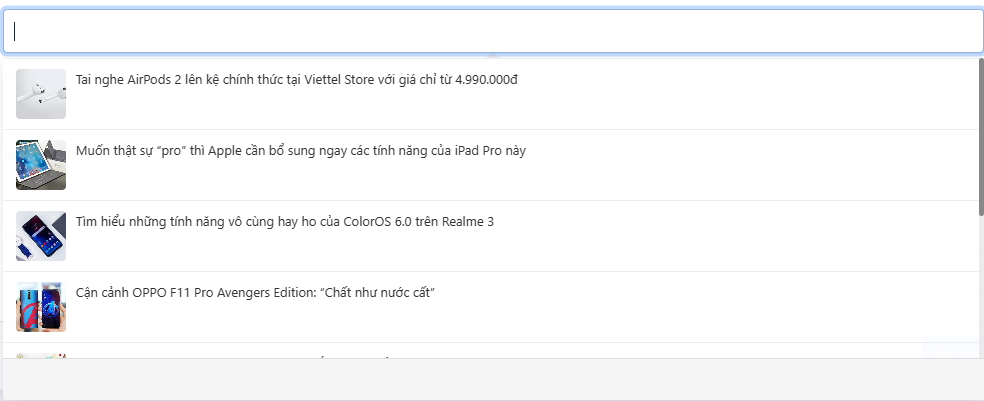 Tai nghe AirPods 2 lên kệ chính thức tại Viettel Store với giá chỉ từ 4.990.000đ
Muốn thật sự “pro” thì Apple cần bổ sung ngay các tính năng của iPad Pro này
Tìm hiểu những tính năng vô cùng hay ho của ColorOS 6.0 trên Realme 3
Cận cảnh OPPO F11 Pro Avengers Edition: “Chất như nước cất”